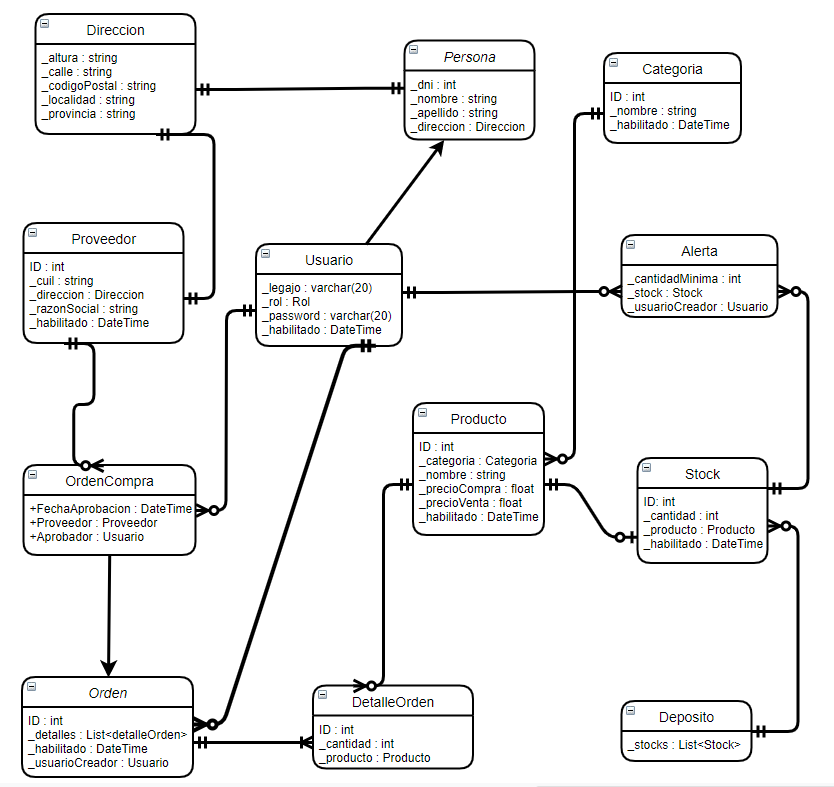 Direccion
_altura : string
_calle : string
_codigoPostal : string
_localidad : string
_provincia : string
Persona
_dni : int
_nombre : string
_apellido : string
_direccion : Direccion
Categoria
ID : int
_nombre : string
_habilitado : DateTime
Proveedor
ID : int
_cuil : string
_direccion : Direccion
_razonSocial : string
_habilitado : DateTime
Usuario
_legajo : varchar(20)
_rol : Rol
_password : varchar(20)
_habilitado : DateTime
Alerta
_cantidadMinima : int
_stock : Stock
_usuarioCreador : Usuario
OrdenCompra
+FechaAprobacion : DateTime
+Proveedor : Proveedor
+Aprobador : Usuario
Producto
ID : int
_categoria : Categoria
_nombre : string
_precioCompra : float
_precioVenta : float
_habilitado : DateTime
Stock
ID: int
_cantidad : int
_producto : Producto
_habilitado : DateTime
Orden
ID : int
_detalles : List<detalleOrden>
_habilitado : DateTime
_usuarioCreador : Usuario
DetalleOrden
ID : int
_cantidad : int
_producto : Producto
Deposito
_stocks : List<Stock>